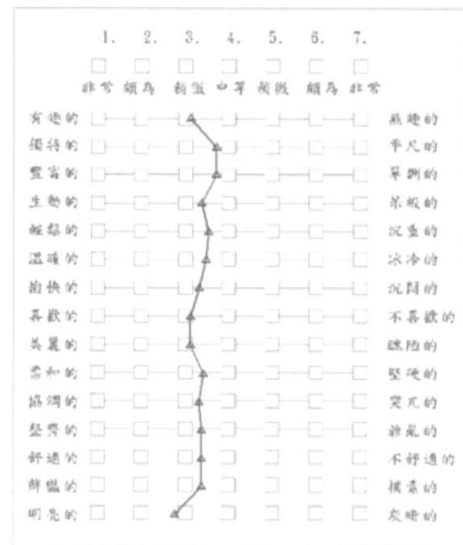 1. 2. 3. 4. 5. 6. 7.
非常 頗為 稍微 中等 稍微 頗為 非常
有趣的 無趣的
獨特的 平凡的
豐富的 單調的
生動的 呆板的
輕鬆的 沉重的
溫暖的 冰冷的
愉快的 沉悶的
喜歡的 不喜歡的
美麗的 醜陋的
柔和的 堅硬的
協調的 突兀的
整齊的 雜亂的
舒適的 不舒適的
鮮豔的 樸素的
明亮的 灰暗的